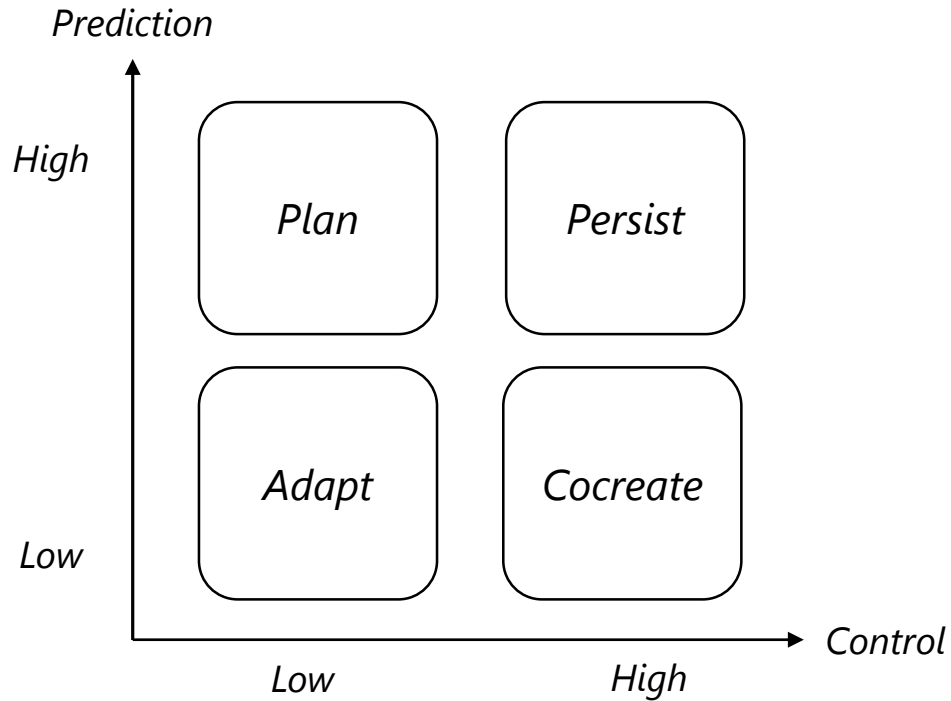 Prediction
High
Plan
Persist
Adapt
Cocreate
Low
Control
Low
High